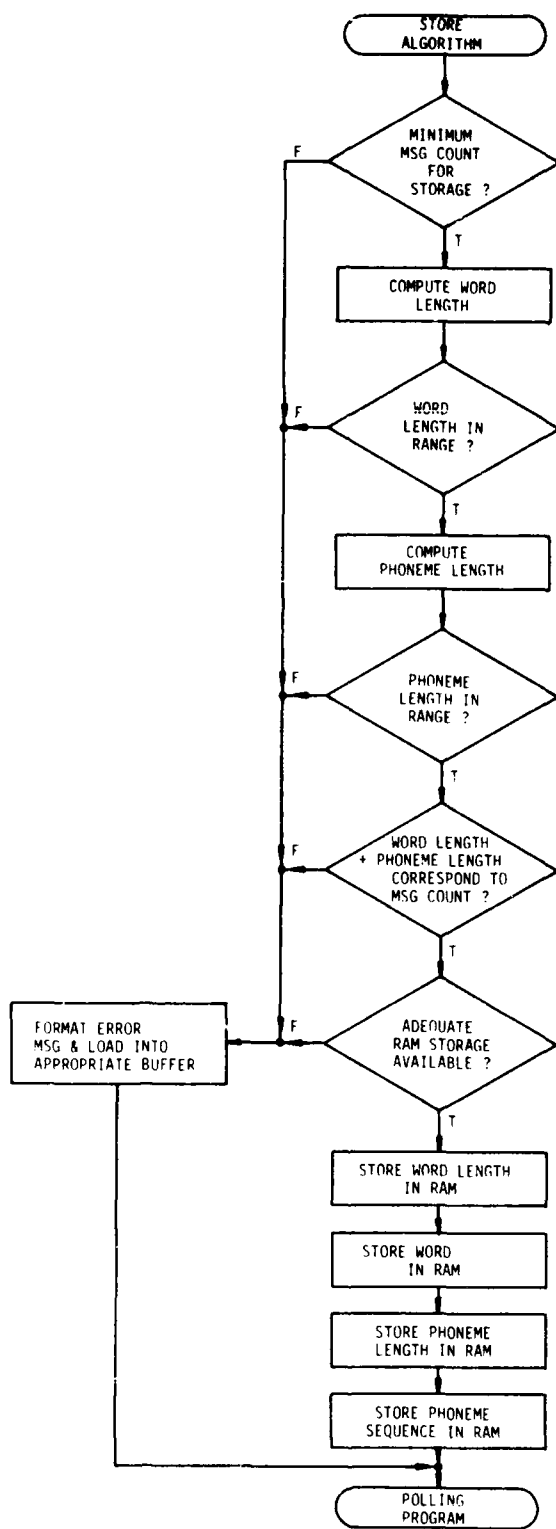 STORE
ALGORITHM
MINIMUM
MSG COUNT
FOR
STORAGE ?
F
T
COMPUTE WORD
LENGTH
WORD
LENGTH IN
RANGE ?
F
T
COMPUTE
PHONEME LENGTH
PHONEME
LENGTH IN
RANGE ?
F
T
WORD LENGTH
+ PHONEME LENGTH
CORRESPOND TO
MSG COUNT ?
F
T
ADEQUATE
RAM STORAGE
AVAILABLE ?
F
FORMAT ERROR
MSG & LOAD INTO
APPROPRIATE BUFFER
T
STORE WORD LENGTH
IN RAM
STORE WORD
IN RAM
STORE PHONEME
LENGTH IN RAM
STORE PHONEME
SEQUENCE IN RAM
POLLING
PROGRAM